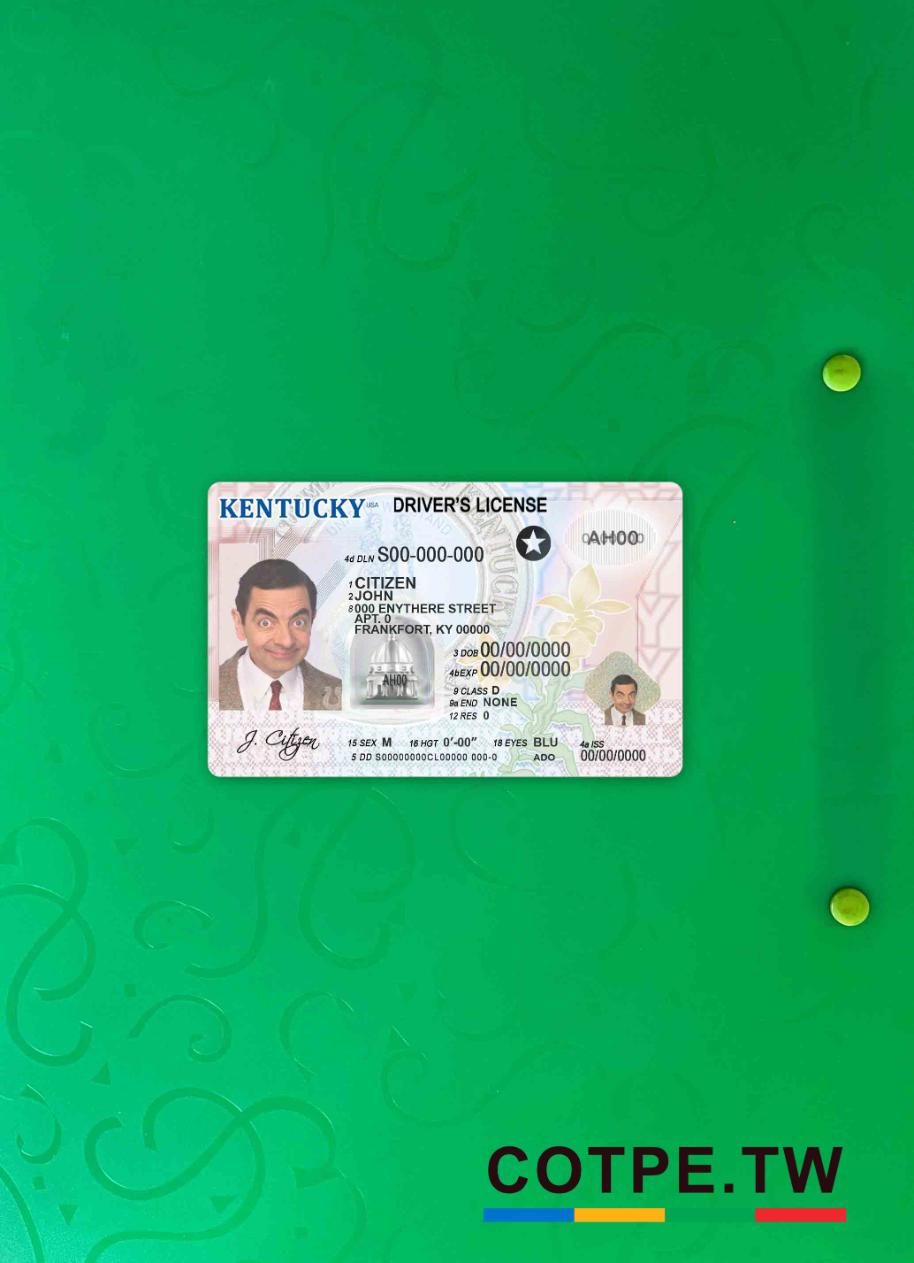 KENTUCKY USA DRIVER'S LICENSE
AH00
4d DLN S00-000-000
1 CITIZEN
2 JOHN
8 000 ENYTHERE STREET
APT. 0
FRANKFORT, KY 00000
3 DOB 00/00/0000
4b EXP 00/00/0000
AH00
9 CLASS D
9a END NONE
12 RES 0
J. Citizen
15 SEX M 16 HGT 0'-00" 18 EYES BLU 4a ISS
5 DD S00000000CL00000 000-0 ADO 00/00/0000
COTPE.TW